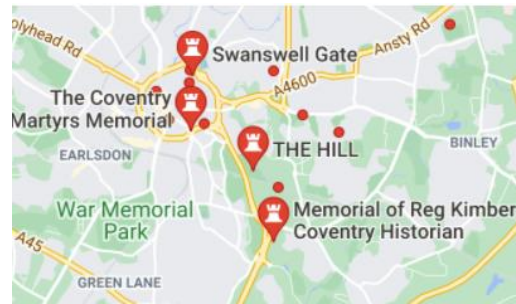 olyhead Rd
Ansty Rd
Swanswell Gate
A4600
The Coventry
Martyrs Memorial
THE HILL
BINLEY
EARLSDON
War Memorial
Park
Memorial of Reg Kimber
Coventry Historian
A45
GREEN LANE